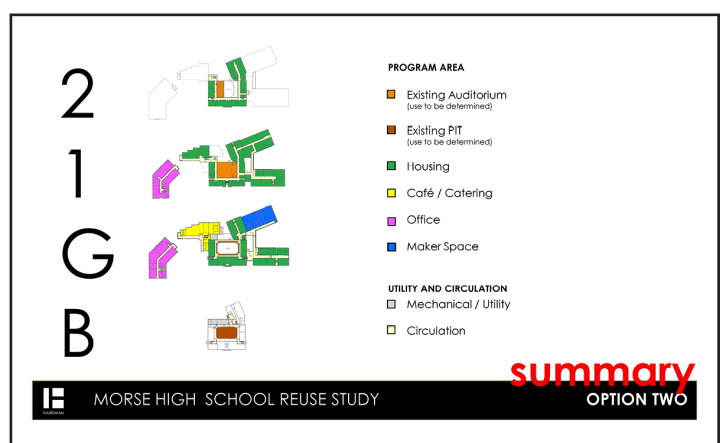 2
1
G
B
PROGRAM AREA
Existing Auditorium
(use to be determined)
Existing PIT
(use to be determined)
Housing
Café / Catering
Office
Maker Space
UTILITY AND CIRCULATION
Mechanical / Utility
Circulation
summary
OPTION TWO
MORSE HIGH SCHOOL REUSE STUDY
HARRIMAN